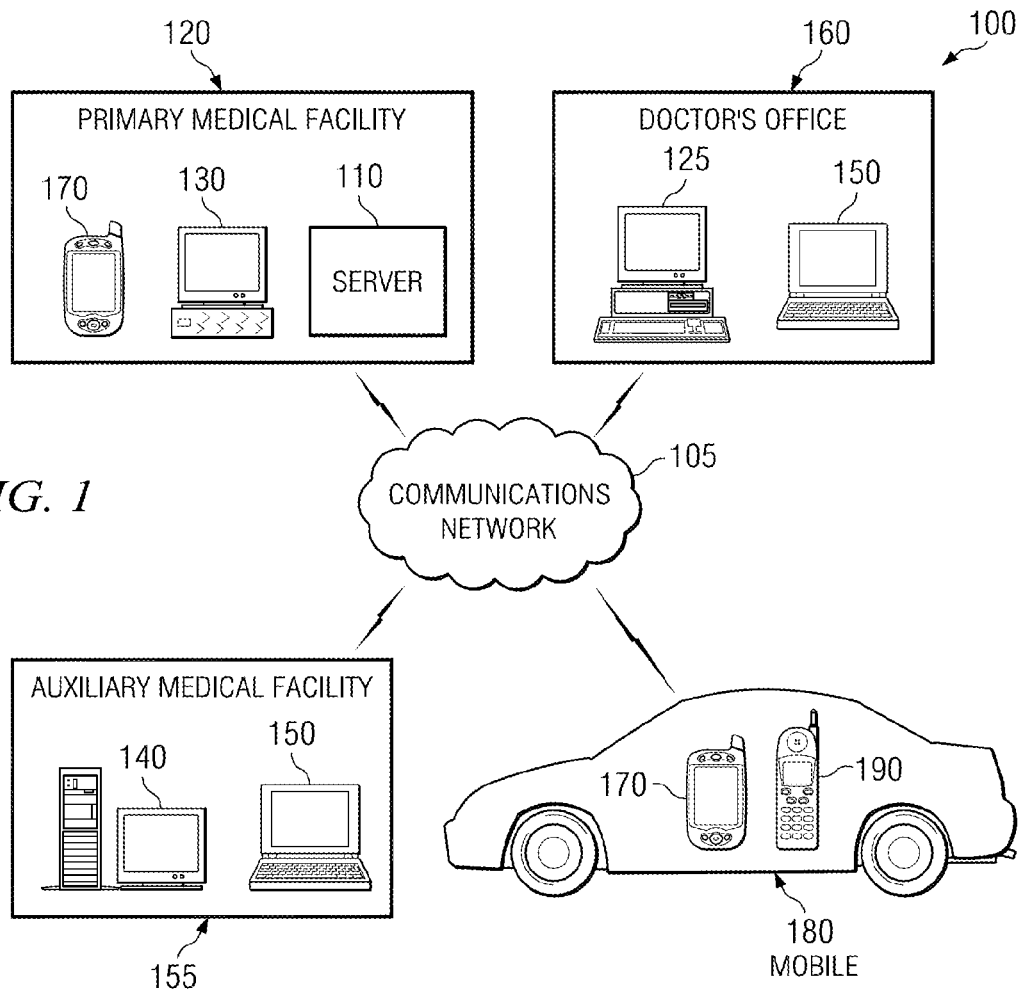 120
160
100
PRIMARY MEDICAL FACILITY
170
130
110
SERVER
DOCTOR'S OFFICE
125
150
IG. 1
COMMUNICATIONS
NETWORK
105
AUXILIARY MEDICAL FACILITY
140
150
155
170
190
180
MOBILE